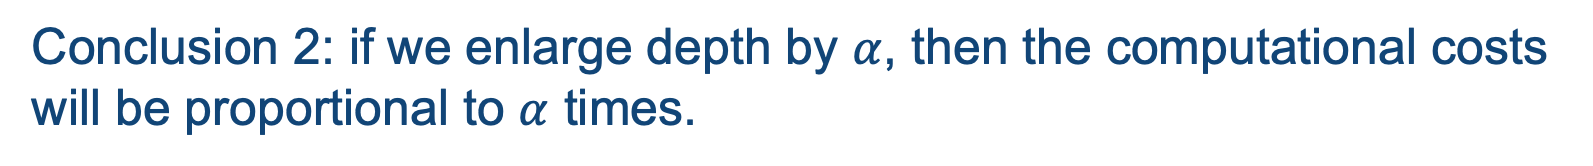 Conclusion 2: if we enlarge depth by 𝛼, then the computational costs
will be proportional to 𝛼 times.